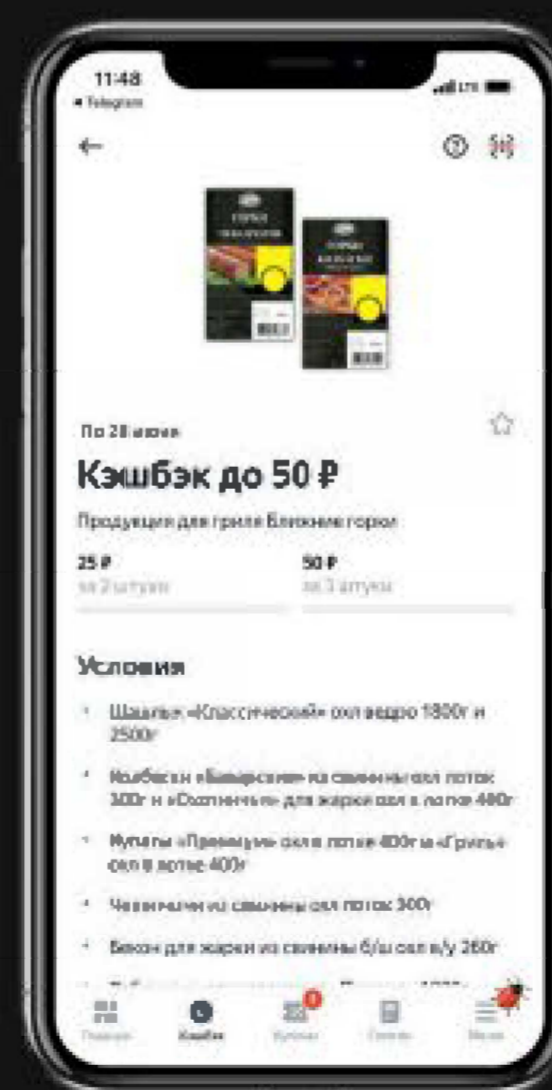 11:48
Telegram
LTE
По 28 июня
Кэшбэк до 50 ₽
Продукция для гриля Ближние горки
25 ₽
50 ₽
за 2 штуки
за 3 штуки
Условия
Шашлык «Классический» охл ведро 1800г и
2500г
Колбаски «Баварские» из свинины охл лоток
300г и «Охотничьи» для жарки охл в лотке 400г
Купаты «Премиум» охл в лотке 400г и «Гриль»
охл в лотке 400г
Чевапчичи из свинины охл лоток 300г
Бекон для жарки из свинины б/ш охл в/у 260г
Главная
Кэшбэк
Купоны
Меню